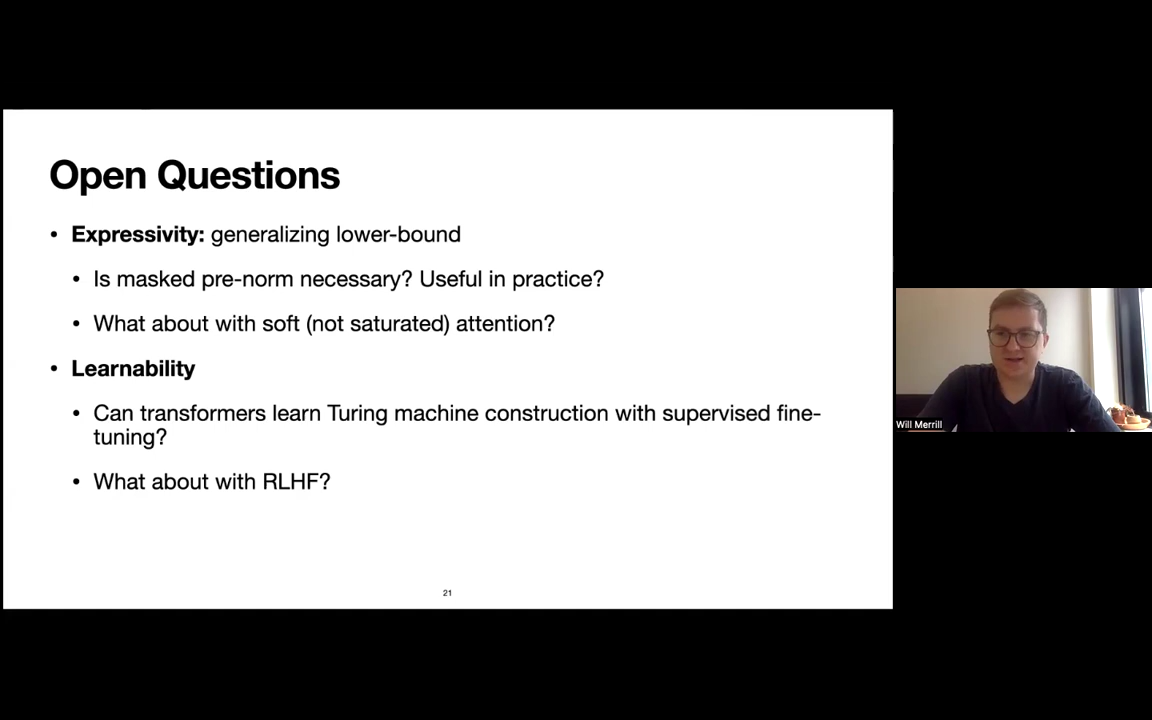 Open Questions
• Expressivity: generalizing lower-bound
• Is masked pre-norm necessary? Useful in practice?
• What about with soft (not saturated) attention?
• Learnability
• Can transformers learn Turing machine construction with supervised fine-
tuning?
• What about with RLHF?
21
Will Merrill